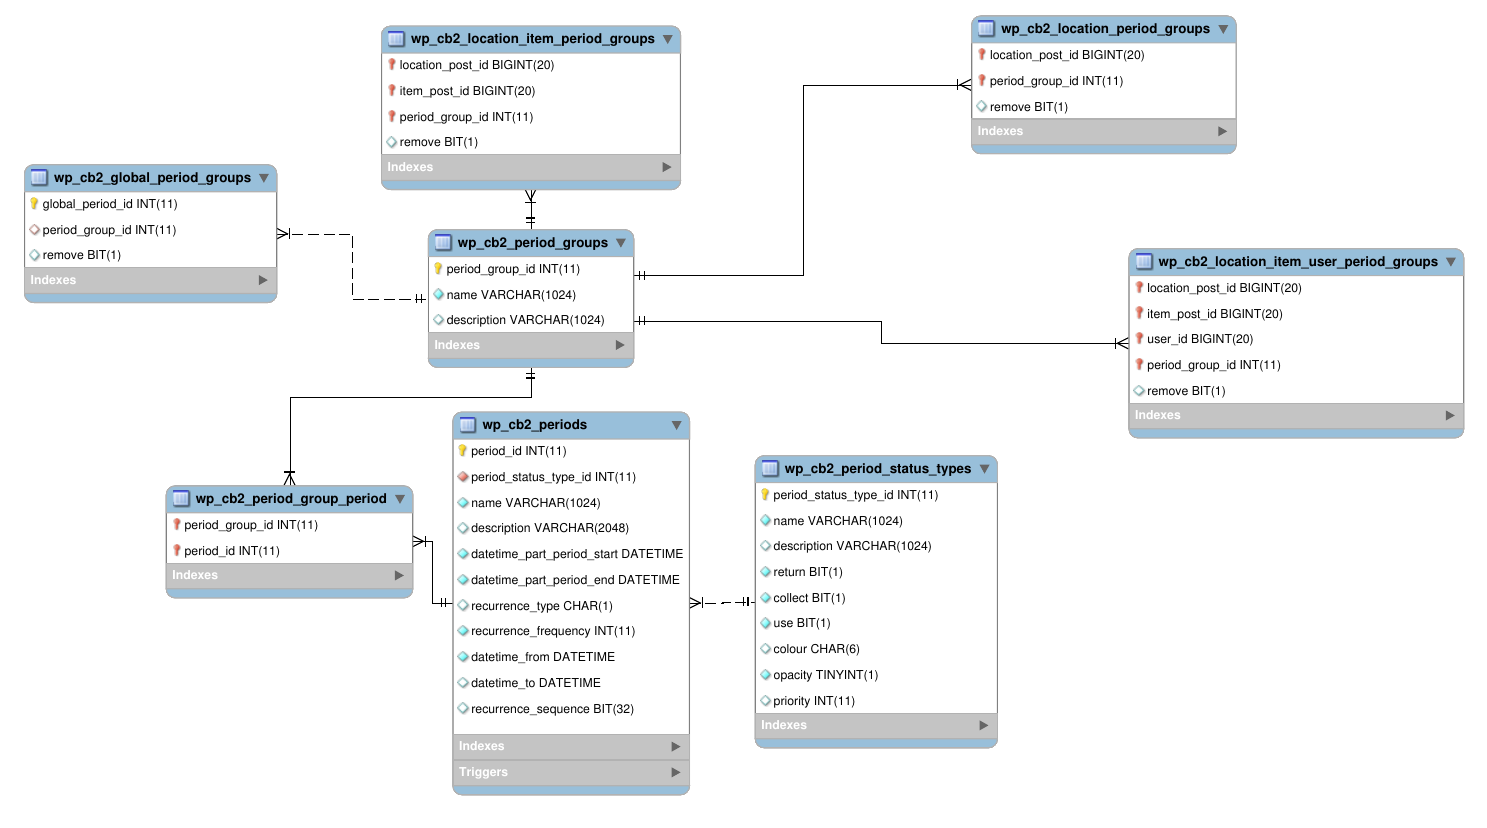 wp_cb2_location_item_period_groups
location_post_id BIGINT(20)
item_post_id BIGINT(20)
period_group_id INT(11)
remove BIT(1)
Indexes
wp_cb2_location_period_groups
location_post_id BIGINT(20)
period_group_id INT(11)
remove BIT(1)
Indexes
wp_cb2_global_period_groups
global_period_id INT(11)
period_group_id INT(11)
remove BIT(1)
Indexes
wp_cb2_period_groups
period_group_id INT(11)
name VARCHAR(1024)
description VARCHAR(1024)
Indexes
wp_cb2_location_item_user_period_groups
location_post_id BIGINT(20)
item_post_id BIGINT(20)
user_id BIGINT(20)
period_group_id INT(11)
remove BIT(1)
Indexes
wp_cb2_period_group_period
period_group_id INT(11)
period_id INT(11)
Indexes
wp_cb2_periods
period_id INT(11)
period_status_type_id INT(11)
name VARCHAR(1024)
description VARCHAR(2048)
datetime_part_period_start DATETIME
datetime_part_period_end DATETIME
recurrence_type CHAR(1)
recurrence_frequency INT(11)
datetime_from DATETIME
datetime_to DATETIME
recurrence_sequence BIT(32)
Indexes
Triggers
wp_cb2_period_status_types
period_status_type_id INT(11)
name VARCHAR(1024)
description VARCHAR(1024)
return BIT(1)
collect BIT(1)
use BIT(1)
colour CHAR(6)
opacity TINYINT(1)
priority INT(11)
Indexes